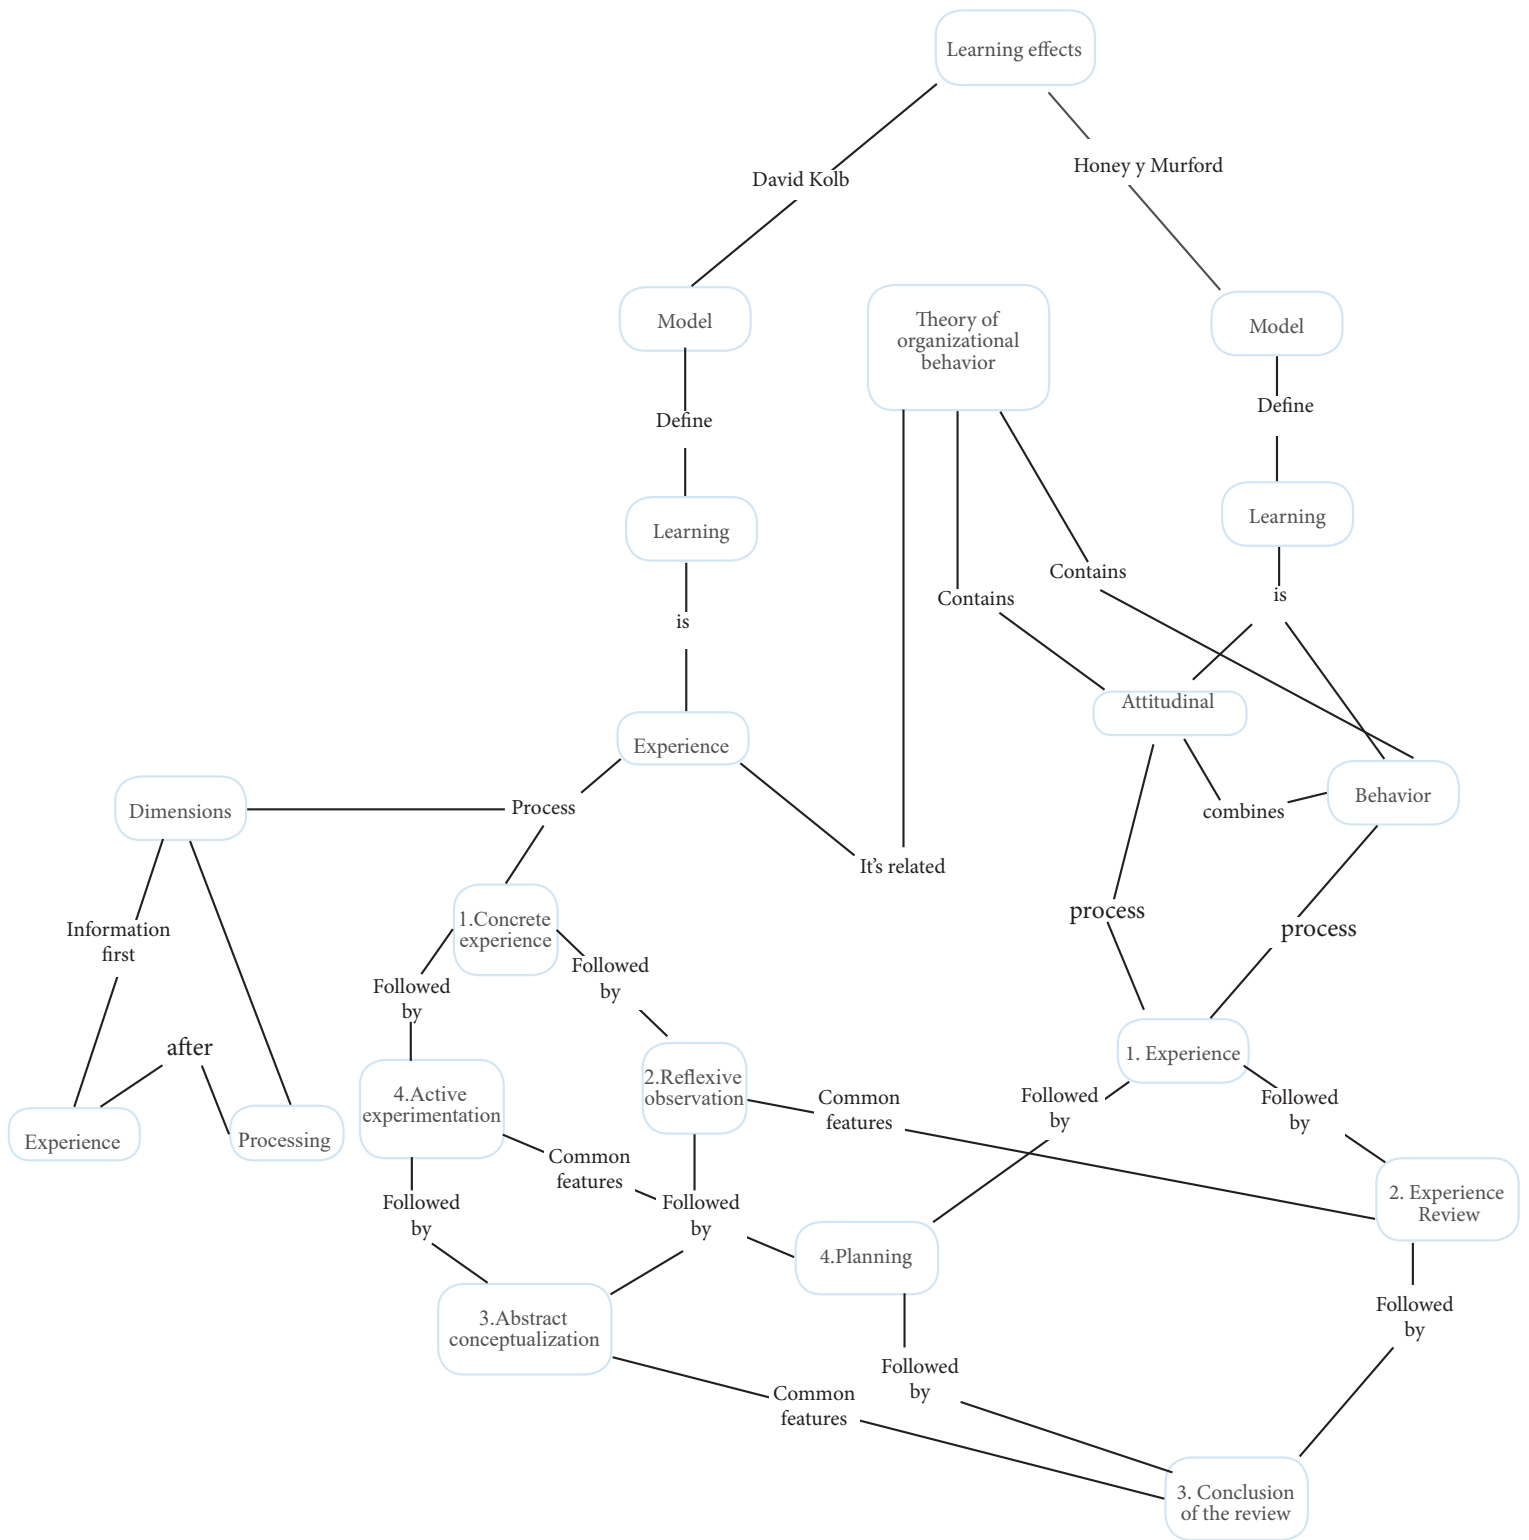 Learning effects
David Kolb
Honey y Murford
Model
Theory of
organizational
behavior
Model
Define
Define
Learning
Learning
Contains
Contains
is
is
Attitudinal
Experience
Dimensions
Process
combines
Behavior
It's related
1.Concrete
experience
process
process
Information
first
Followed
by
Followed
by
after
Experience
Processing
4.Active
experimentation
2.Reflexive
observation
1. Experience
Common
features
Followed
by
Followed
by
Common
features
2. Experience
Review
Followed
by
Followed
by
4.Planning
3.Abstract
conceptualization
Followed
by
Followed
by
Common
features
3. Conclusion
of the review